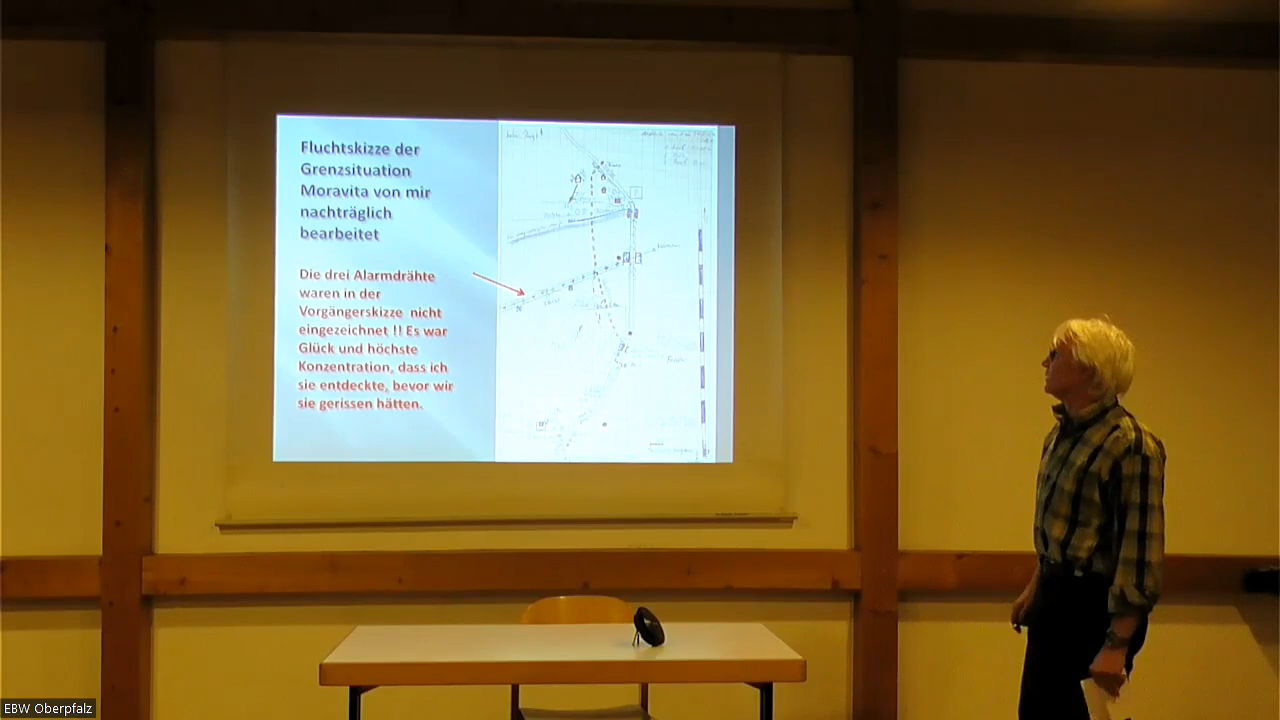 Fluchtskizze der
Grenzsituation
Moravita von mir
nachträglich
bearbeitet
Die drei Alarmdrähte
waren in der
Vorgängerskizze nicht
eingezeichnet !! Es war
Glück und höchste
Konzentration, dass ich
sie entdeckte, bevor wir
sie gerissen hätten.
EBW Oberpfalz